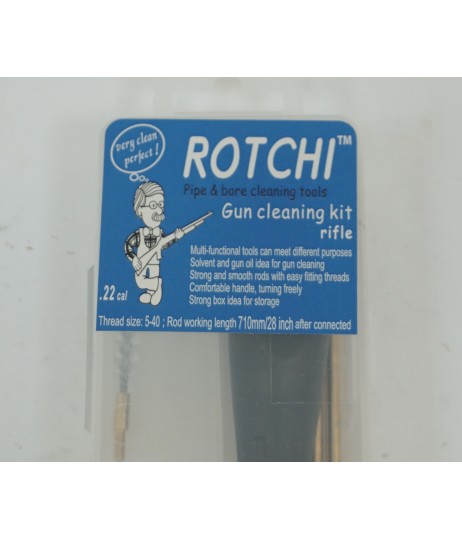 very clean
perfect !
ROTCHI™
Pipe & bore cleaning tools
Gun cleaning kit
rifle
Multi-functional tools can meet different purposes
Solvent and gun oil idea for gun cleaning
Strong and smooth rods with easy fitting threads
Comfortable handle, turning freely
Strong box idea for storage
.22 cal
Thread size: 5-40 ; Rod working length 710mm/28 inch after connected